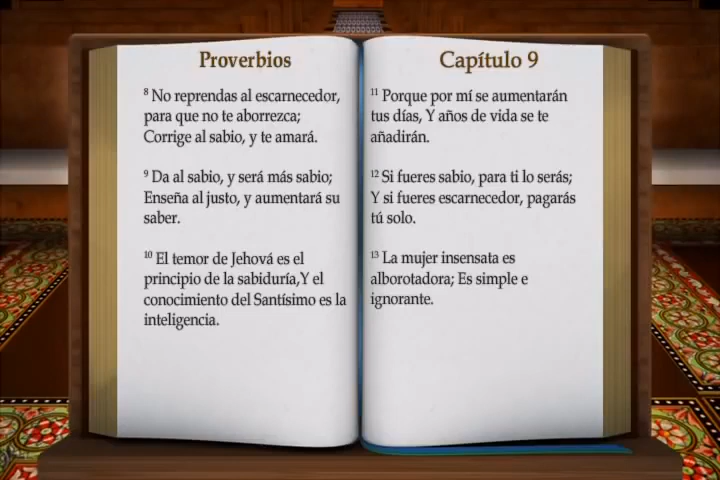 Proverbios
8 No reprendas al escarnecedor,
para que no te aborrezca;
Corrige al sabio, y te amará.
9 Da al sabio, y será más sabio;
Enseña al justo, y aumentará su
saber.
10 El temor de Jehová es el
principio de la sabiduría,Y el
conocimiento del Santísimo es la
inteligencia.
Capítulo 9
11 Porque por mí se aumentarán
tus días, Y años de vida se te
añadirán.
12 Si fueres sabio, para ti lo serás;
Y si fueres escarnecedor, pagarás
tú solo.
13 La mujer insensata es
alborotadora; Es simple e
ignorante.